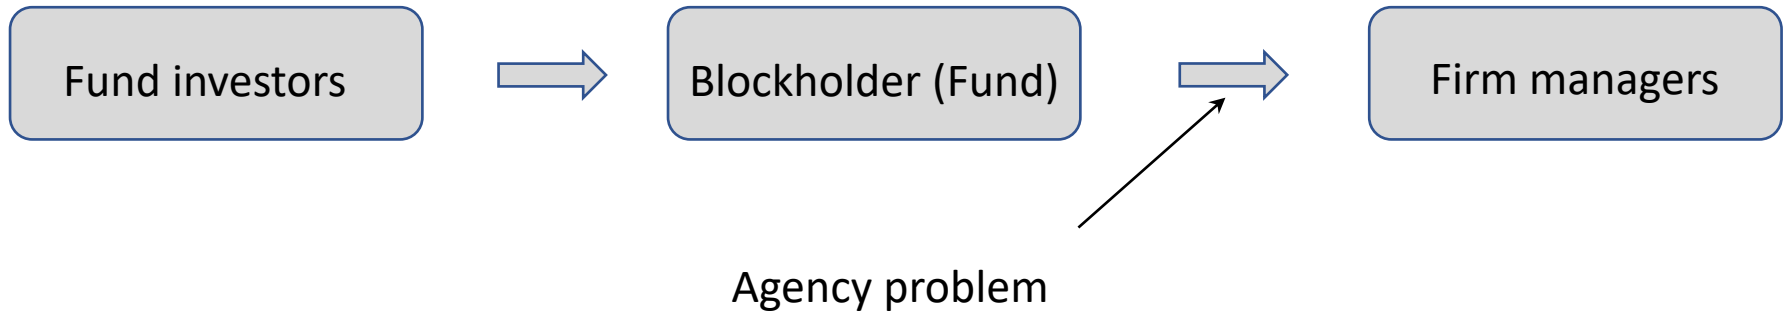 Fund investors
Blockholder (Fund)
Firm managers
Agency problem